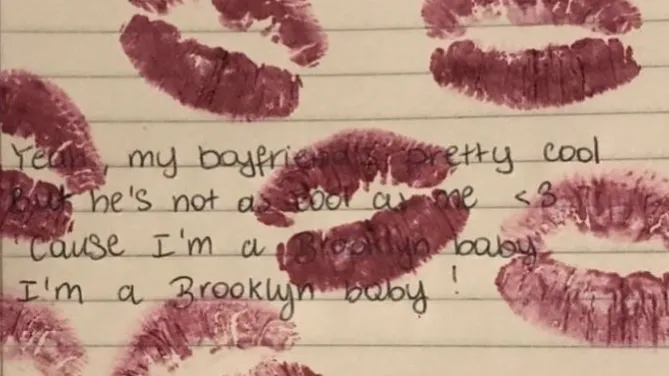 Yeah, my boyfriend's pretty cool
But he's not as cool as me <3
'Cause I'm a Brooklyn baby
I'm a Brooklyn baby !